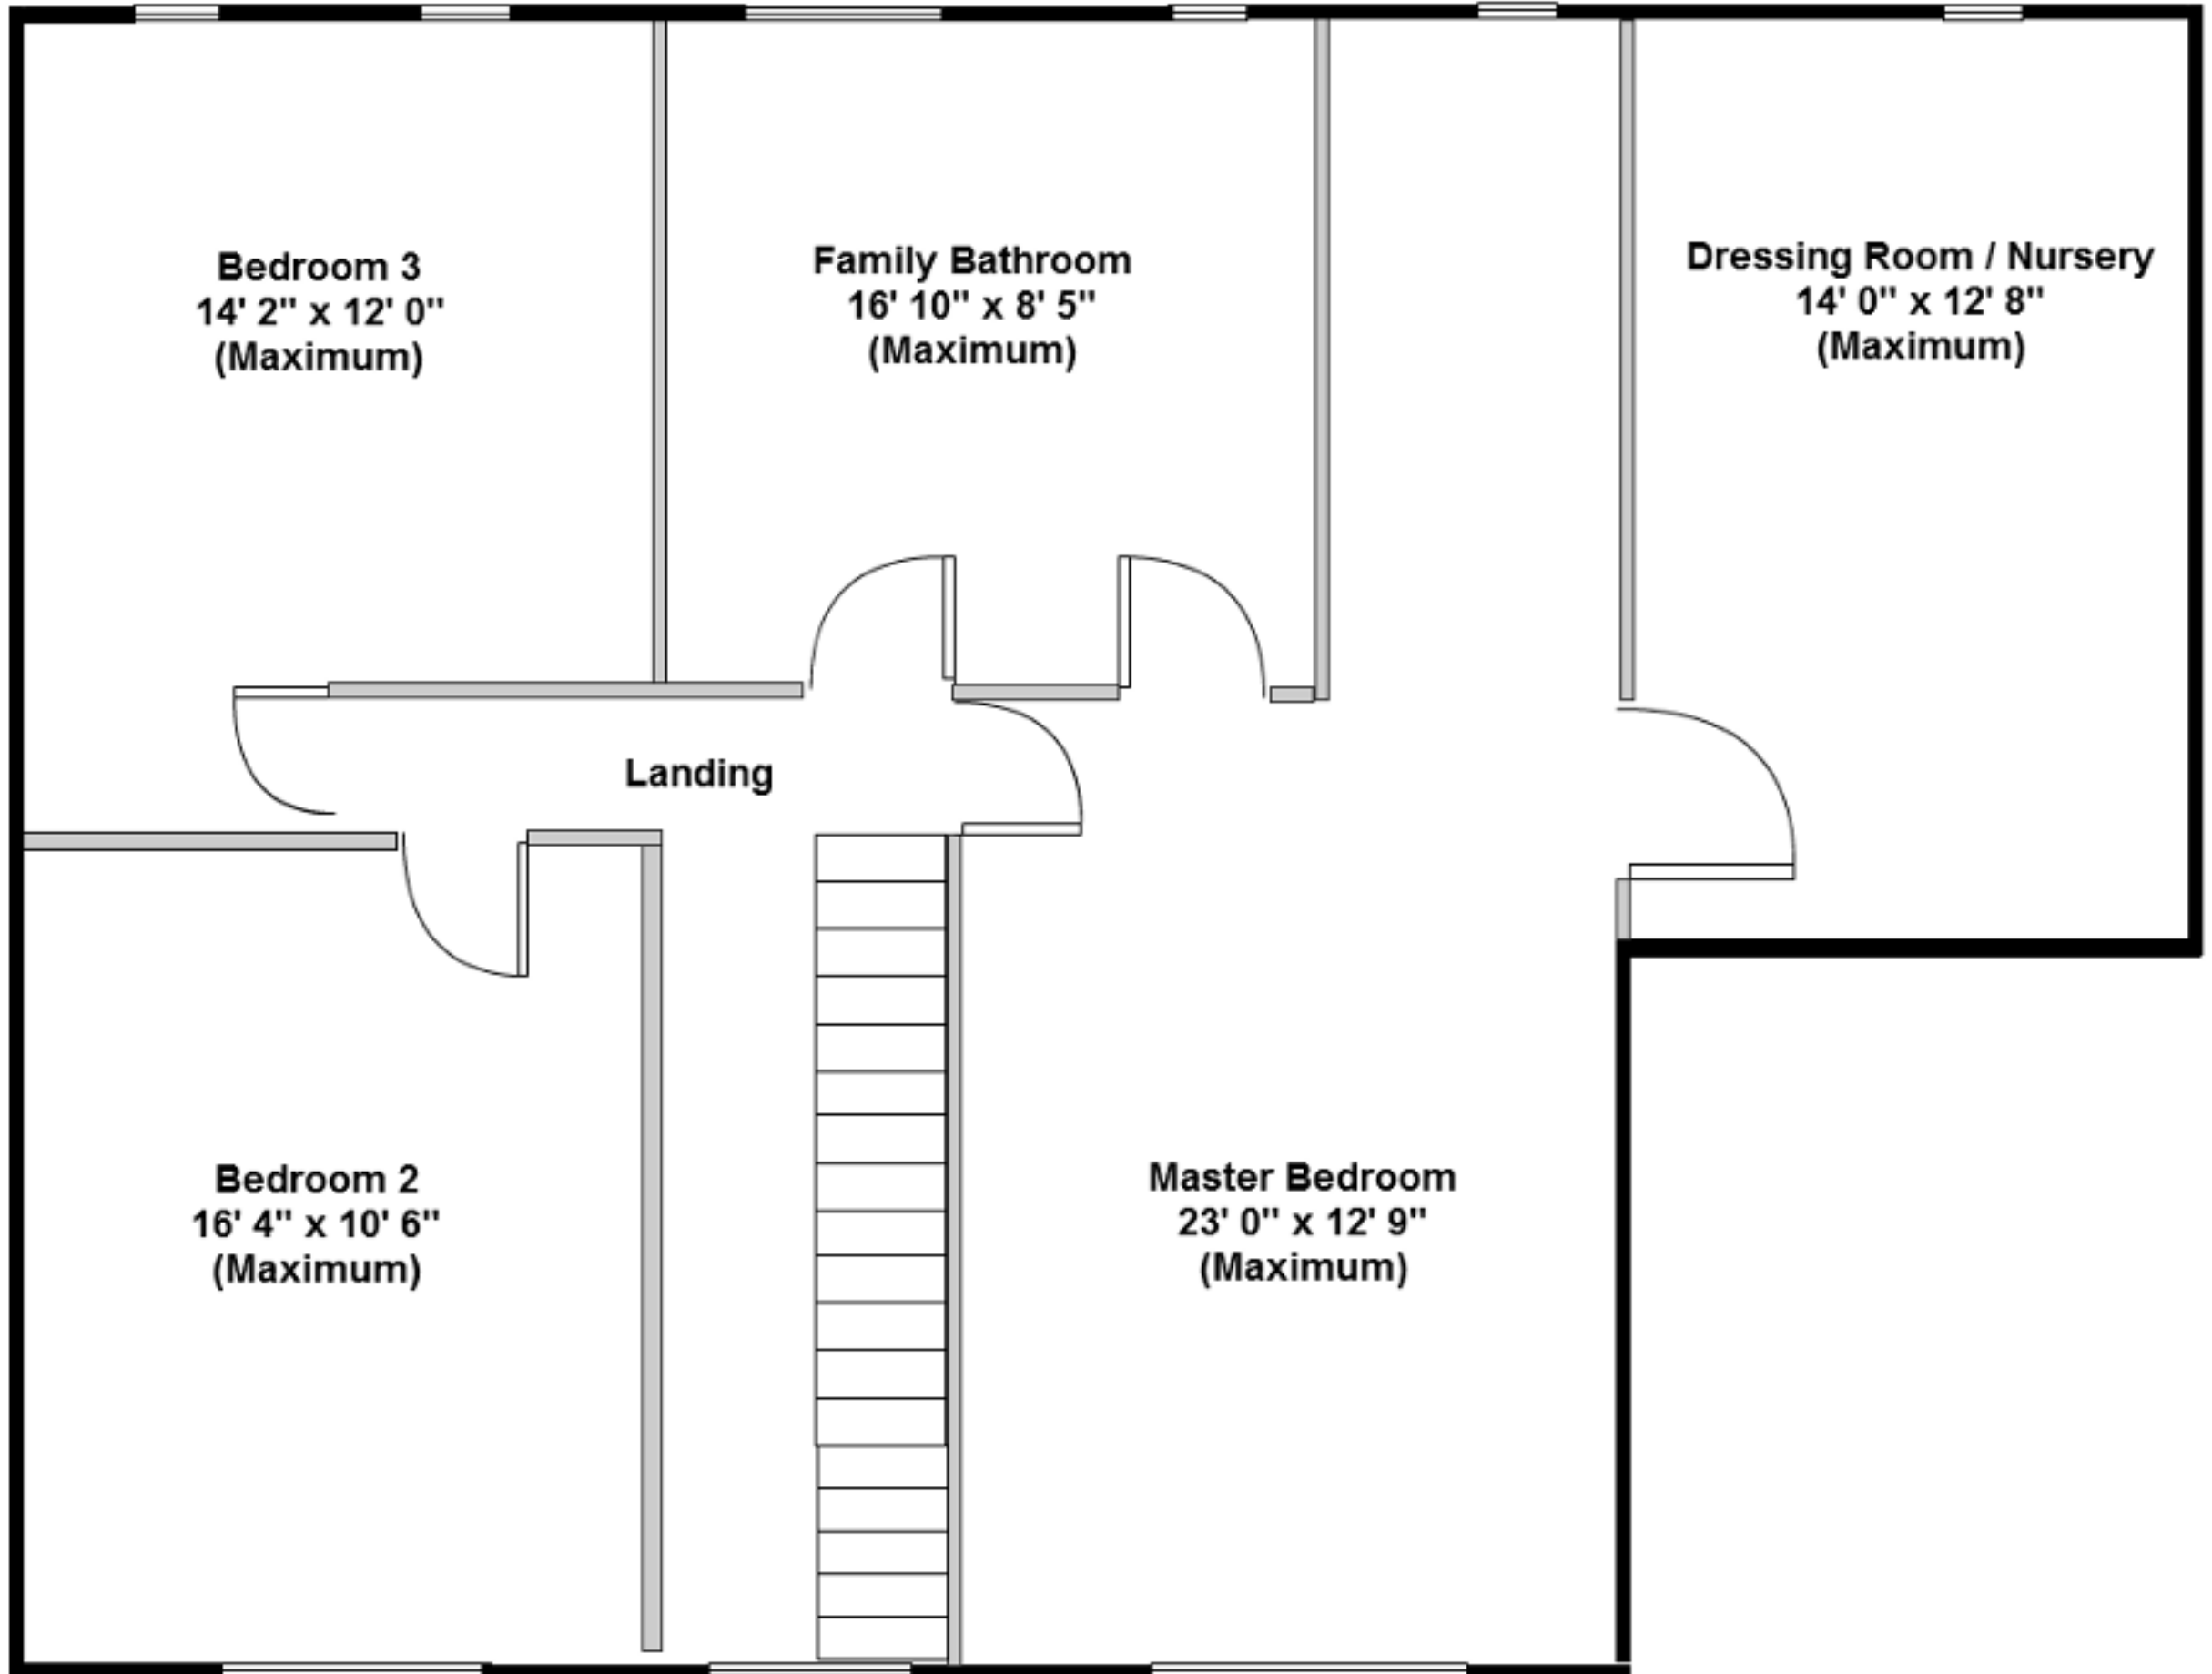 Bedroom 3
14' 2" x 12' 0"
(Maximum)
Family Bathroom
16' 10" x 8' 5"
(Maximum)
Dressing Room / Nursery
14' 0" x 12' 8"
(Maximum)
Landing
Bedroom 2
16' 4" x 10' 6"
(Maximum)
Master Bedroom
23' 0" x 12' 9"
(Maximum)